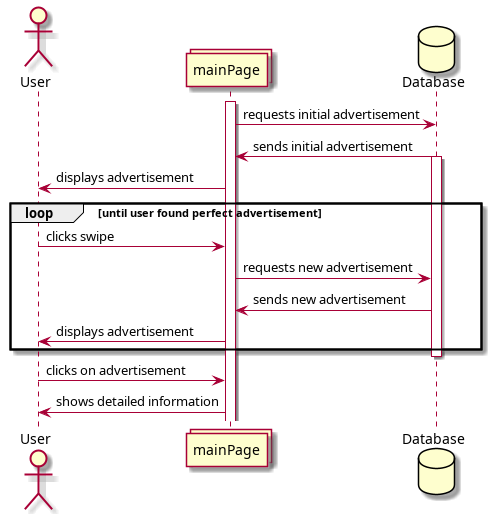 User
mainPage
Database
requests initial advertisement
sends initial advertisement
displays advertisement
loop [until user found perfect advertisement]
clicks swipe
requests new advertisement
sends new advertisement
displays advertisement
clicks on advertisement
shows detailed information
User
mainPage
Database